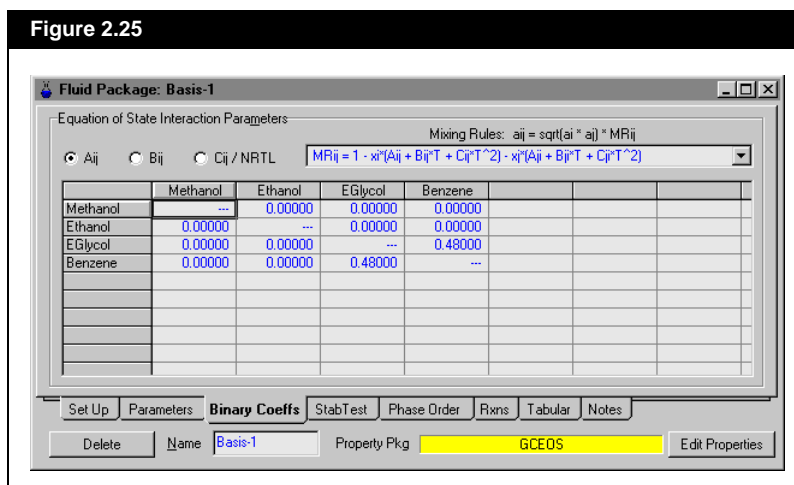 Figure 2.25
Fluid Package: Basis-1
Equation of State Interaction Parameters
Mixing Rules: aij = sqrt(ai * aj) * MRij
Aij Bij Cij / NRTL MRij = 1 - xi*(Aij + Bij*T + Cij*T^2) - xj*(Aji + Bji*T + Cji*T^2)
Methanol Ethanol EGlycol Benzene
Methanol --- 0.00000 0.00000 0.00000
Ethanol 0.00000 --- 0.00000 0.00000
EGlycol 0.00000 0.00000 --- 0.48000
Benzene 0.00000 0.00000 0.48000 ---
Set Up Parameters Binary Coeffs StabTest Phase Order Rxns Tabular Notes
Delete Name Basis-1 Property Pkg GCEOS Edit Properties